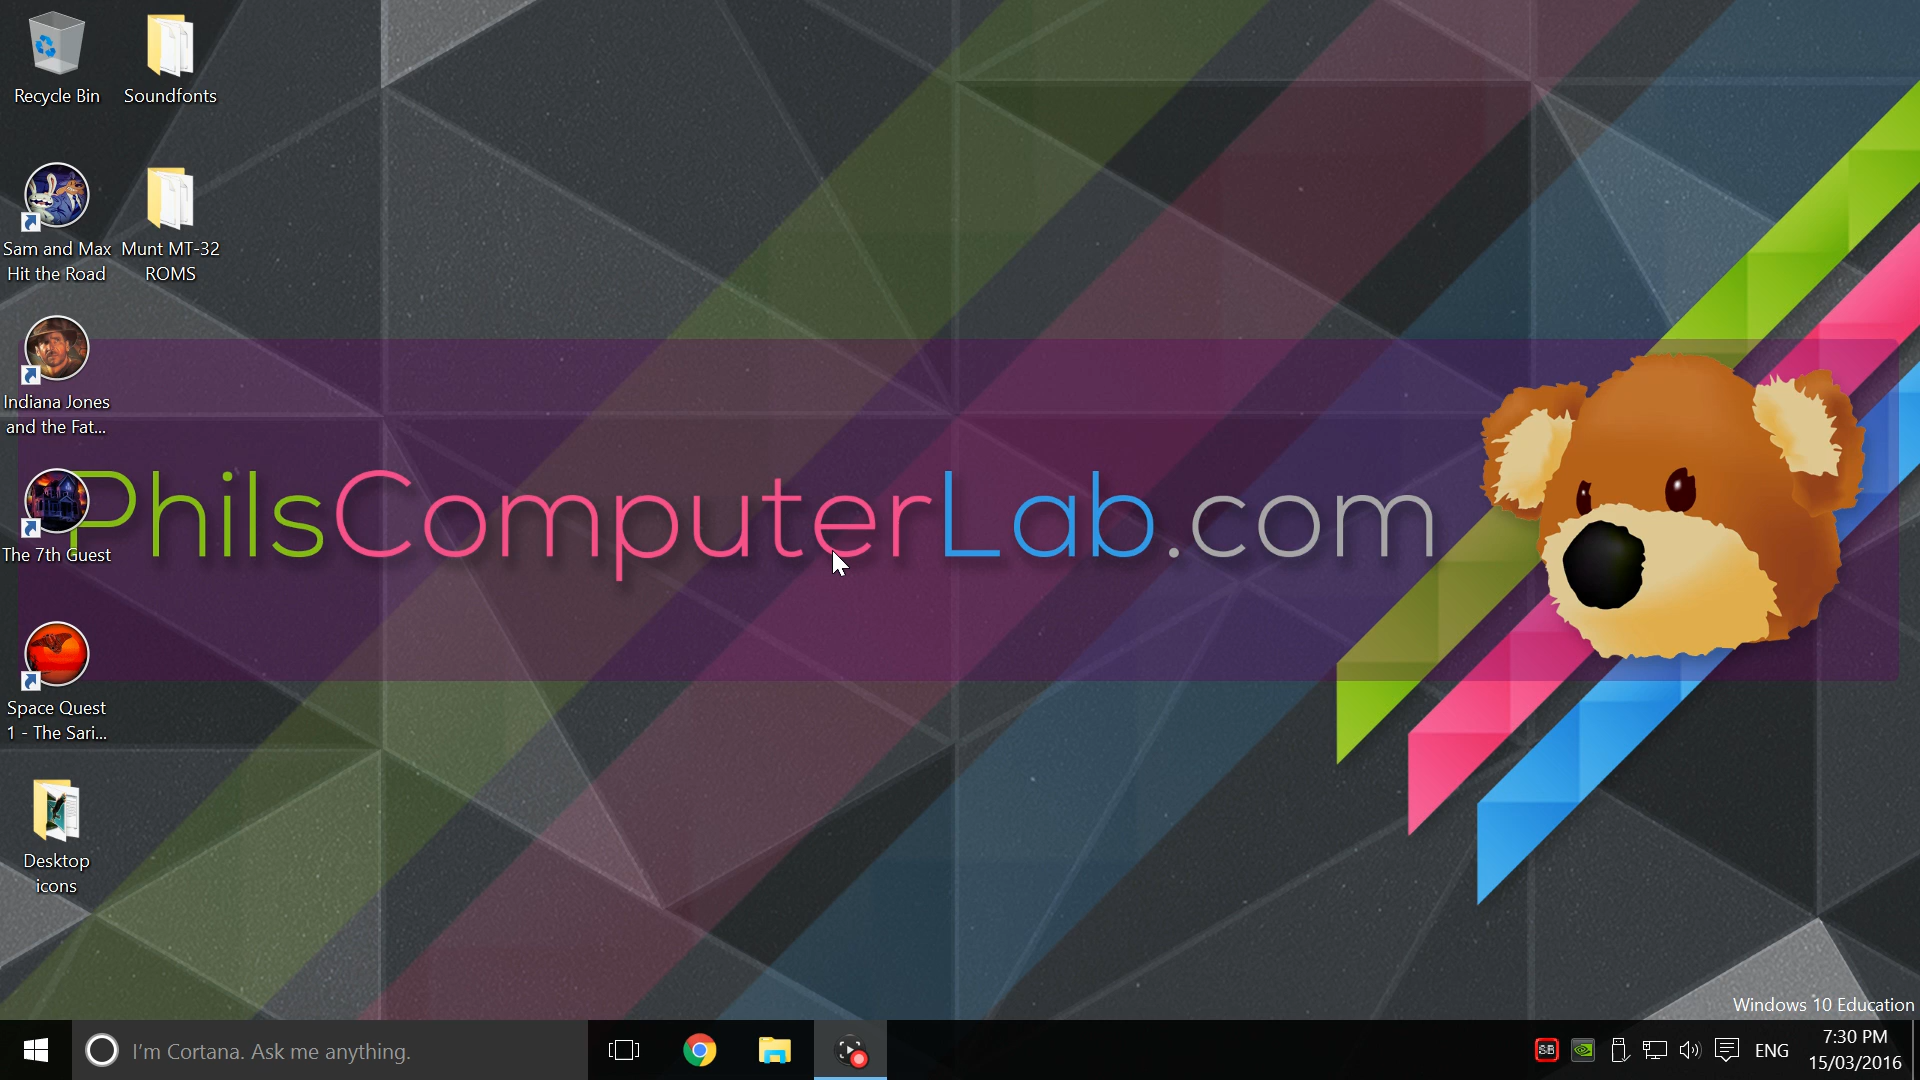 Recycle Bin
Soundfonts
Sam and Max
Hit the Road
Munt MT-32
ROMS
Indiana Jones
and the Fat...
PhilsComputerLab.com
The 7th Guest
Space Quest
1 - The Sari...
Desktop
icons
Windows 10 Education
I'm Cortana. Ask me anything.
SB
ENG
7:30 PM
15/03/2016